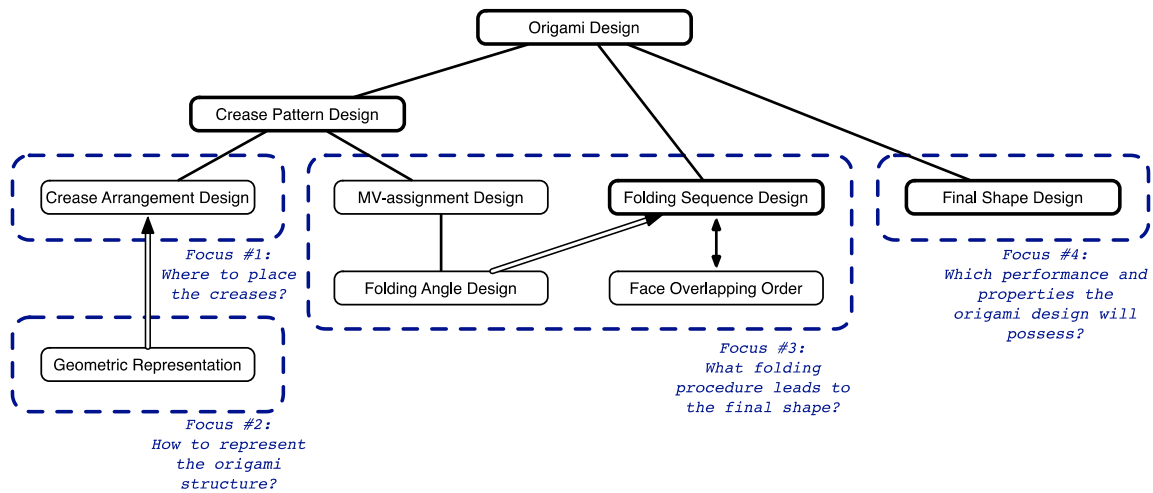 Origami Design
Crease Pattern Design
Crease Arrangement Design
MV-assignment Design
Folding Sequence Design
Final Shape Design
Focus #1:
Where to place
the creases?
Folding Angle Design
Face Overlapping Order
Focus #4:
Which performance and
properties the
origami design will
possess?
Geometric Representation
Focus #3:
What folding
procedure leads to
the final shape?
Focus #2:
How to represent
the origami
structure?